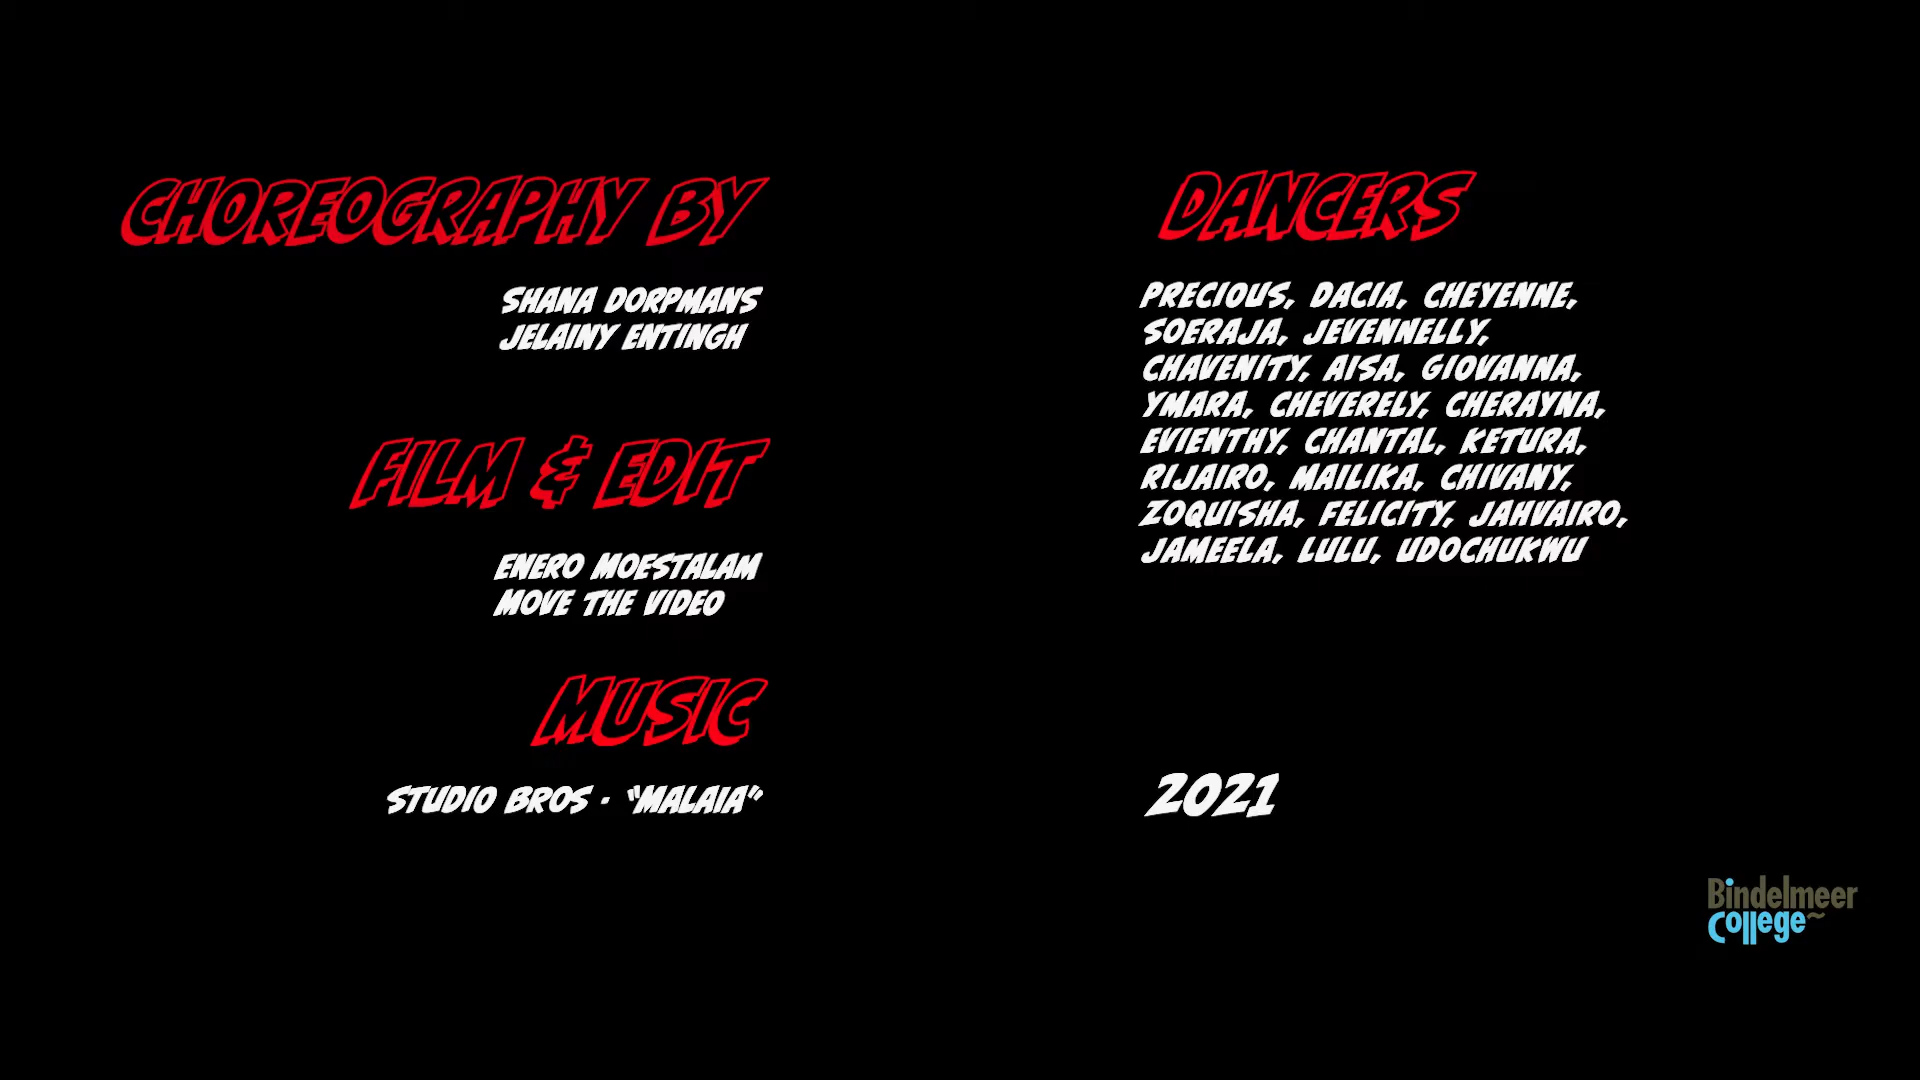 CHOREOGRAPHY BY
SHANA DORPMANS
JELAINY ENTINGH
FILM & EDIT
ENERO MOESTALAM
MOVE THE VIDEO
MUSIC
STUDIO BROS - "MALAIA"
DANCERS
PRECIOUS, DACIA, CHEYENNE,
SOERAJA, JEVENNELLY,
CHAVENITY, AISA, GIOVANNA,
YMARA, CHEVERELY, CHERAYNA,
EVIENTHY, CHANTAL, KETURA,
RIJAIRO, MAILIKA, CHIVANY,
ZOQUISHA, FELICITY, JAHVAIRO,
JAMEELA, LULU, UDOCHUKWU
2021
Bindelmeer
College~